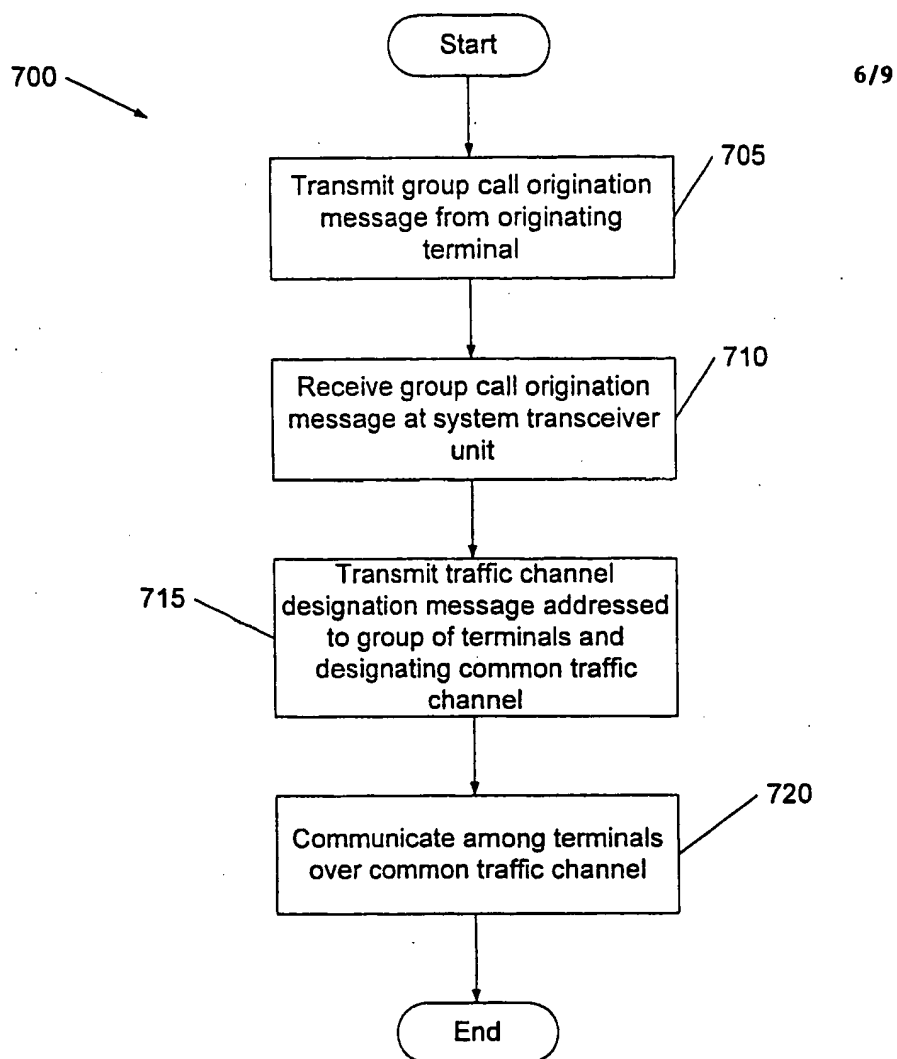 Start
700
6/9
705
Transmit group call origination
message from originating
terminal
710
Receive group call origination
message at system transceiver
unit
715
Transmit traffic channel
designation message addressed
to group of terminals and
designating common traffic
channel
720
Communicate among terminals
over common traffic channel
End